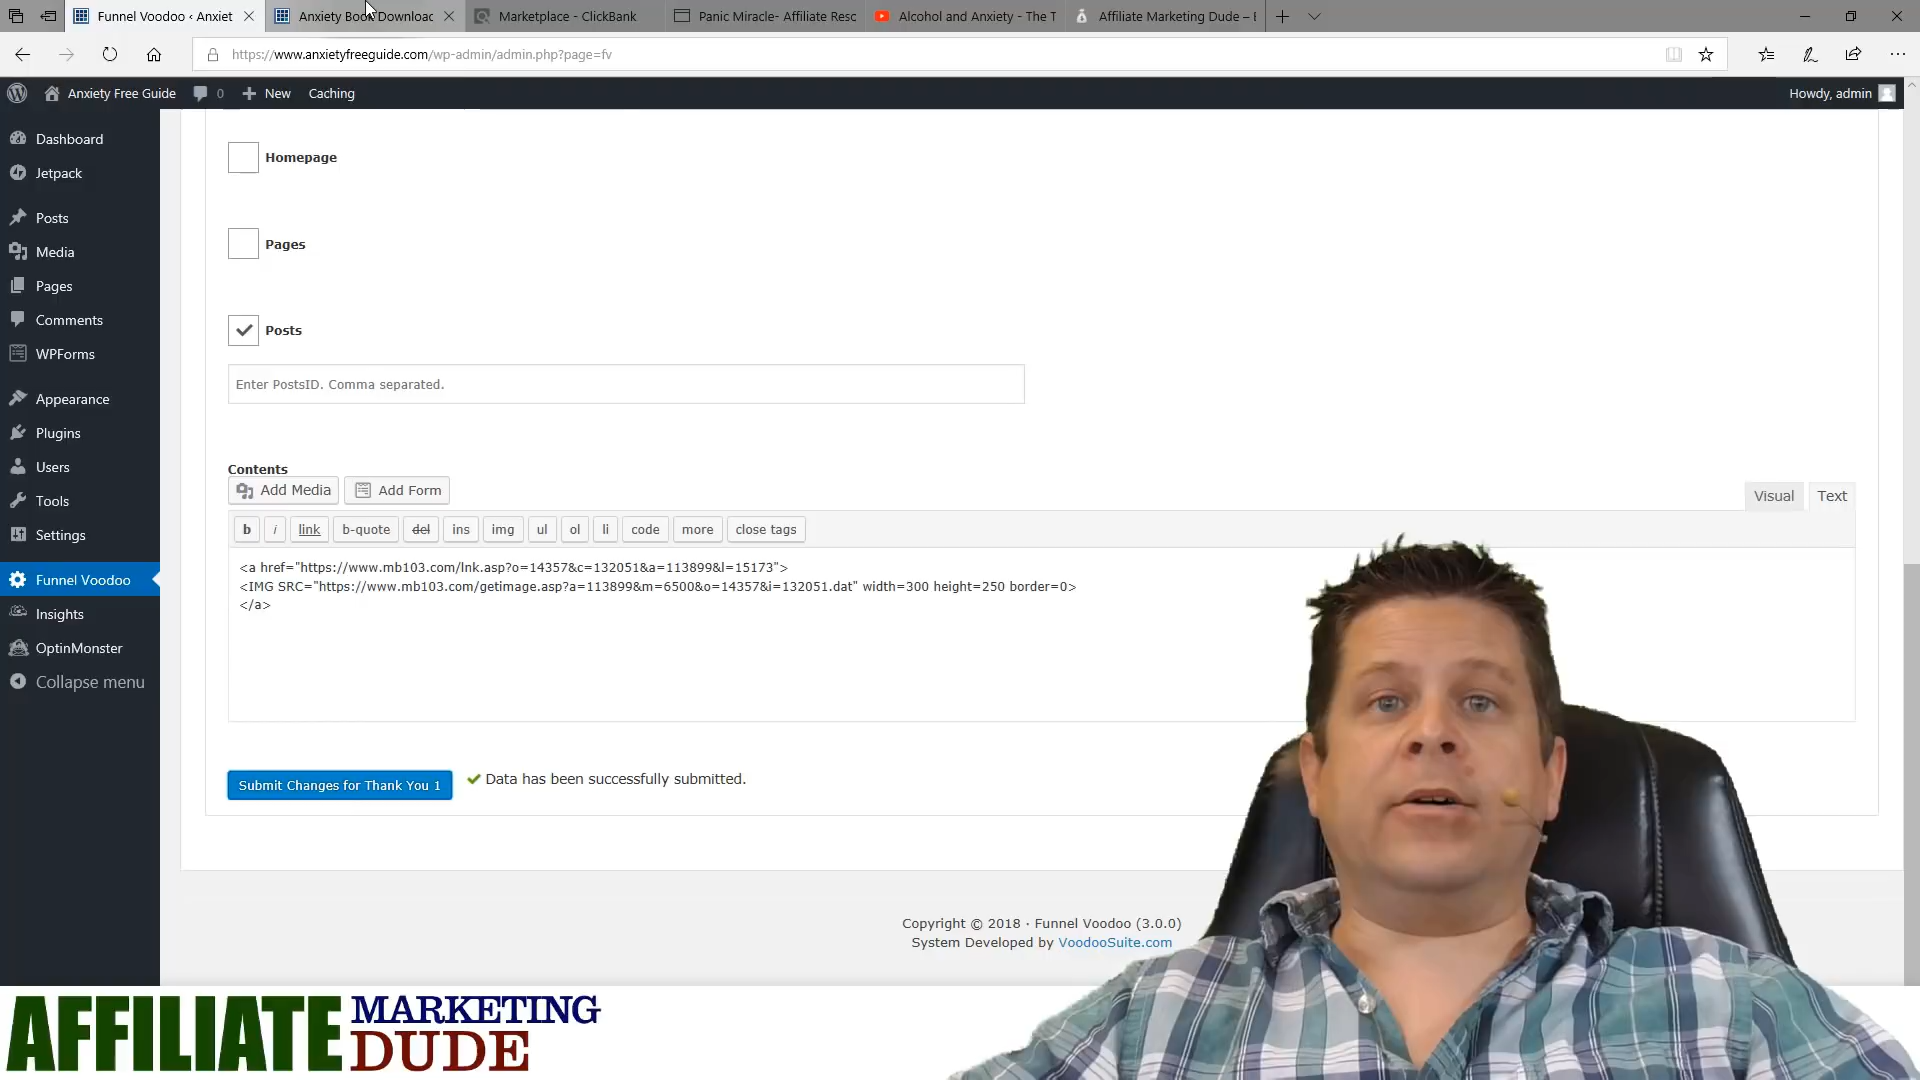 Funnel Voodoo ‹ Anxiet
Anxiety Book Downloac
Marketplace - ClickBank
Panic Miracle- Affiliate Resc
Alcohol and Anxiety - The T
Affiliate Marketing Dude – E
https://www.anxietyfreeguide.com/wp-admin/admin.php?page=fv
Anxiety Free Guide
0
New
Caching
Howdy, admin
Dashboard
Jetpack
Posts
Media
Pages
Comments
WPForms
Appearance
Plugins
Users
Tools
Settings
Funnel Voodoo
Insights
OptinMonster
Collapse menu
Homepage
Pages
Posts
Enter PostsID. Comma separated.
Contents
Add Media
Add Form
Visual
Text
b
i
link
b-quote
del
ins
img
ul
ol
li
code
more
close tags
<a href="https://www.mb103.com/lnk.asp?o=14357&c=132051&a=113899&l=15173">
<IMG SRC="https://www.mb103.com/getimage.asp?a=113899&m=6500&o=14357&i=132051.dat" width=300 height=250 border=0>
</a>
Submit Changes for Thank You 1
Data has been successfully submitted.
Copyright © 2018 · Funnel Voodoo (3.0.0)
System Developed by VoodooSuite.com
AFFILIATE MARKETING
DUDE